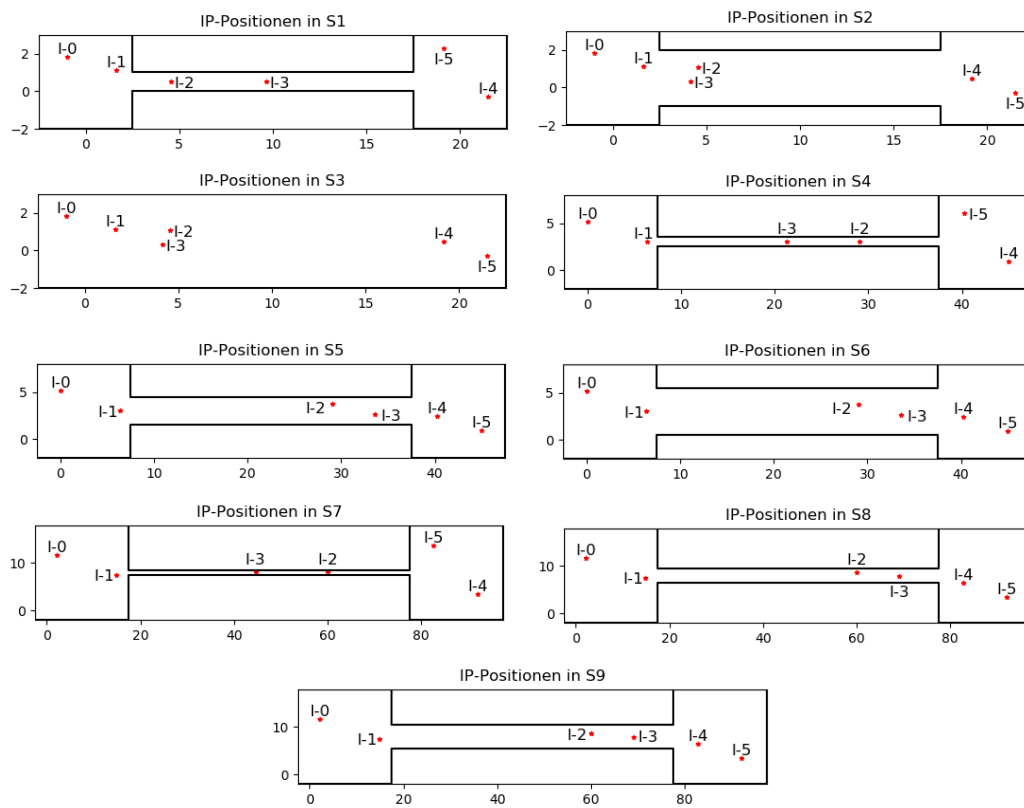 IP-Positionen in S1
I-0
I-1
I-2
I-3
I-5
I-4
2
0
−2
0
5
10
15
20
IP-Positionen in S2
I-0
I-1
I-2
I-3
I-4
I-5
2
0
−2
0
5
10
15
20
IP-Positionen in S3
I-0
I-1
I-2
I-3
I-4
I-5
2
0
−2
0
5
10
15
20
IP-Positionen in S4
I-0
I-1
I-3
I-2
I-5
I-4
5
0
0
10
20
30
40
IP-Positionen in S5
I-0
I-1
I-2
I-3
I-4
I-5
5
0
0
10
20
30
40
IP-Positionen in S6
I-0
I-1
I-2
I-3
I-4
I-5
5
0
0
10
20
30
40
IP-Positionen in S7
I-0
I-1
I-3
I-2
I-5
I-4
10
0
0
20
40
60
80
IP-Positionen in S8
I-0
I-1
I-2
I-3
I-4
I-5
10
0
0
20
40
60
80
IP-Positionen in S9
I-0
I-1
I-2
I-3
I-4
I-5
10
0
0
20
40
60
80